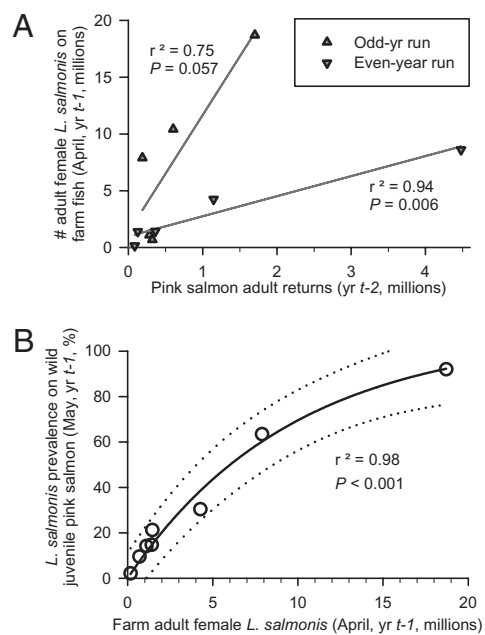 A
# adult female L. salmonis on
farm fish (April, yr t-1, millions)
20
15
10
5
0
r ² = 0.75
P = 0.057
Odd-yr run
Even-year run
r ² = 0.94
P = 0.006
0
1
2
3
4
Pink salmon adult returns (yr t-2, millions)
B
L. salmonis prevalence on wild
juvenile pink salmon (May, yr t-1, %)
100
80
60
40
20
0
r ² = 0.98
P < 0.001
0
5
10
15
20
Farm adult female L. salmonis (April, yr t-1, millions)